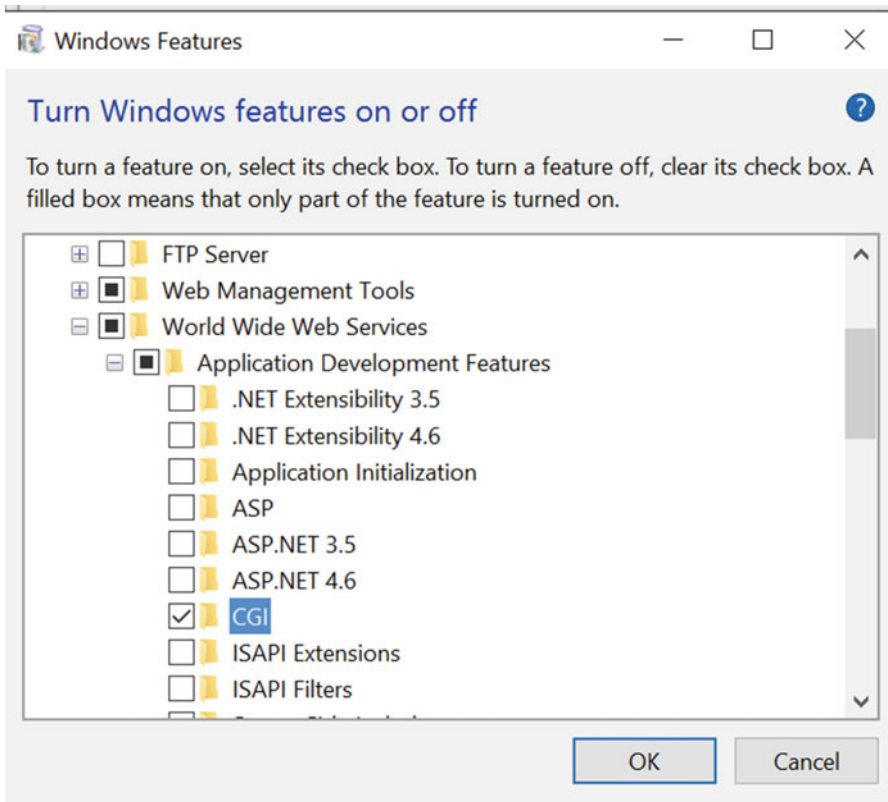 Windows Features
Turn Windows features on or off
To turn a feature on, select its check box. To turn a feature off, clear its check box. A
filled box means that only part of the feature is turned on.
FTP Server
Web Management Tools
World Wide Web Services
Application Development Features
.NET Extensibility 3.5
.NET Extensibility 4.6
Application Initialization
ASP
ASP.NET 3.5
ASP.NET 4.6
CGI
ISAPI Extensions
ISAPI Filters
OK Cancel